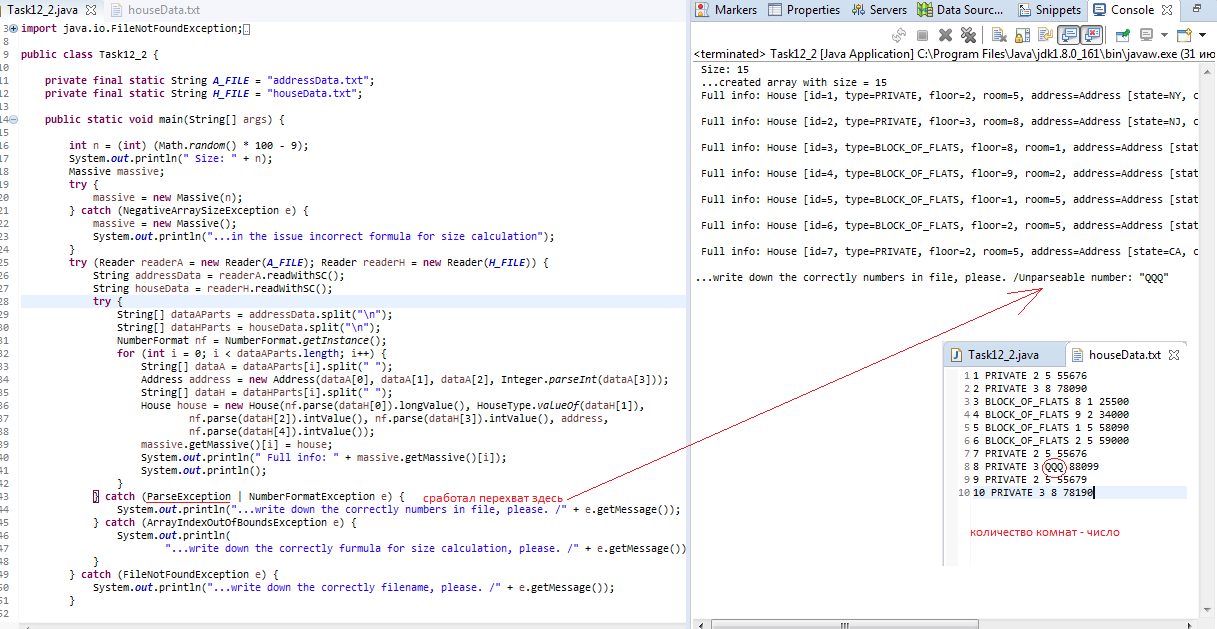 Task12_2.java houseData.txt
3 import java.io.FileNotFoundException;
8
9 public class Task12_2 {
10
11 private final static String A_FILE = "addressData.txt";
12 private final static String H_FILE = "houseData.txt";
13
14 public static void main(String[] args) {
15
16 int n = (int) (Math.random() * 100 - 9);
17 System.out.println(" Size: " + n);
18 Massive massive;
19 try {
20 massive = new Massive(n);
21 } catch (NegativeArraySizeException e) {
22 massive = new Massive();
23 System.out.println("...in the issue incorrect formula for size calculation");
24 }
25 try (Reader readerA = new Reader(A_FILE); Reader readerH = new Reader(H_FILE)) {
26 String addressData = readerA.readWithSC();
27 String houseData = readerH.readWithSC();
28 try {
29 String[] dataAParts = addressData.split("\n");
30 String[] dataHParts = houseData.split("\n");
31 NumberFormat nf = NumberFormat.getInstance();
32 for (int i = 0; i < dataAParts.length; i++) {
33 String[] dataA = dataAParts[i].split(" ");
34 Address address = new Address(dataA[0], dataA[1], dataA[2], Integer.parseInt(dataA[3]));
35 String[] dataH = dataHParts[i].split(" ");
36 House house = new House(nf.parse(dataH[0]).longValue(), HouseType.valueOf(dataH[1]),
37 nf.parse(dataH[2]).intValue(), nf.parse(dataH[3]).intValue(), address,
38 nf.parse(dataH[4]).intValue());
39 massive.getMassive()[i] = house;
40 System.out.println(" Full info: " + massive.getMassive()[i]);
41 System.out.println();
42 }
43 } catch (ParseException | NumberFormatException e) { сработал перехват здесь
44 System.out.println("...write down the correctly numbers in file, please. /" + e.getMessage());
45 } catch (ArrayIndexOutOfBoundsException e) {
46 System.out.println(
47 "...write down the correctly furmula for size calculation, please. /" + e.getMessage())
48 }
49 } catch (FileNotFoundException e) {
50 System.out.println("...write down the correctly filename, please. /" + e.getMessage());
51 }
52
Markers Properties Servers Data Sourc... Snippets Console
<terminated> Task12_2 [Java Application] C:\Program Files\Java\jdk1.8.0_161\bin\javaw.exe (31 ию
Size: 15
...created array with size = 15
Full info: House [id=1, type=PRIVATE, floor=2, room=5, address=Address [state=NY, c
Full info: House [id=2, type=PRIVATE, floor=3, room=8, address=Address [state=NJ, c
Full info: House [id=3, type=BLOCK_OF_FLATS, floor=8, room=1, address=Address [stat
Full info: House [id=4, type=BLOCK_OF_FLATS, floor=9, room=2, address=Address [stat
Full info: House [id=5, type=BLOCK_OF_FLATS, floor=1, room=5, address=Address [stat
Full info: House [id=6, type=BLOCK_OF_FLATS, floor=2, room=5, address=Address [stat
Full info: House [id=7, type=PRIVATE, floor=2, room=5, address=Address [state=CA, c
...write down the correctly numbers in file, please. /Unparseable number: "QQQ"
Task12_2.java houseData.txt
1 1 PRIVATE 2 5 55676
2 2 PRIVATE 3 8 78090
3 3 BLOCK_OF_FLATS 8 1 25500
4 4 BLOCK_OF_FLATS 9 2 34000
5 5 BLOCK_OF_FLATS 1 5 58090
6 6 BLOCK_OF_FLATS 2 5 59000
7 7 PRIVATE 2 5 55676
8 8 PRIVATE 3 QQQ 88099
9 9 PRIVATE 2 5 55679
10 10 PRIVATE 3 8 78190
количество комнат - число